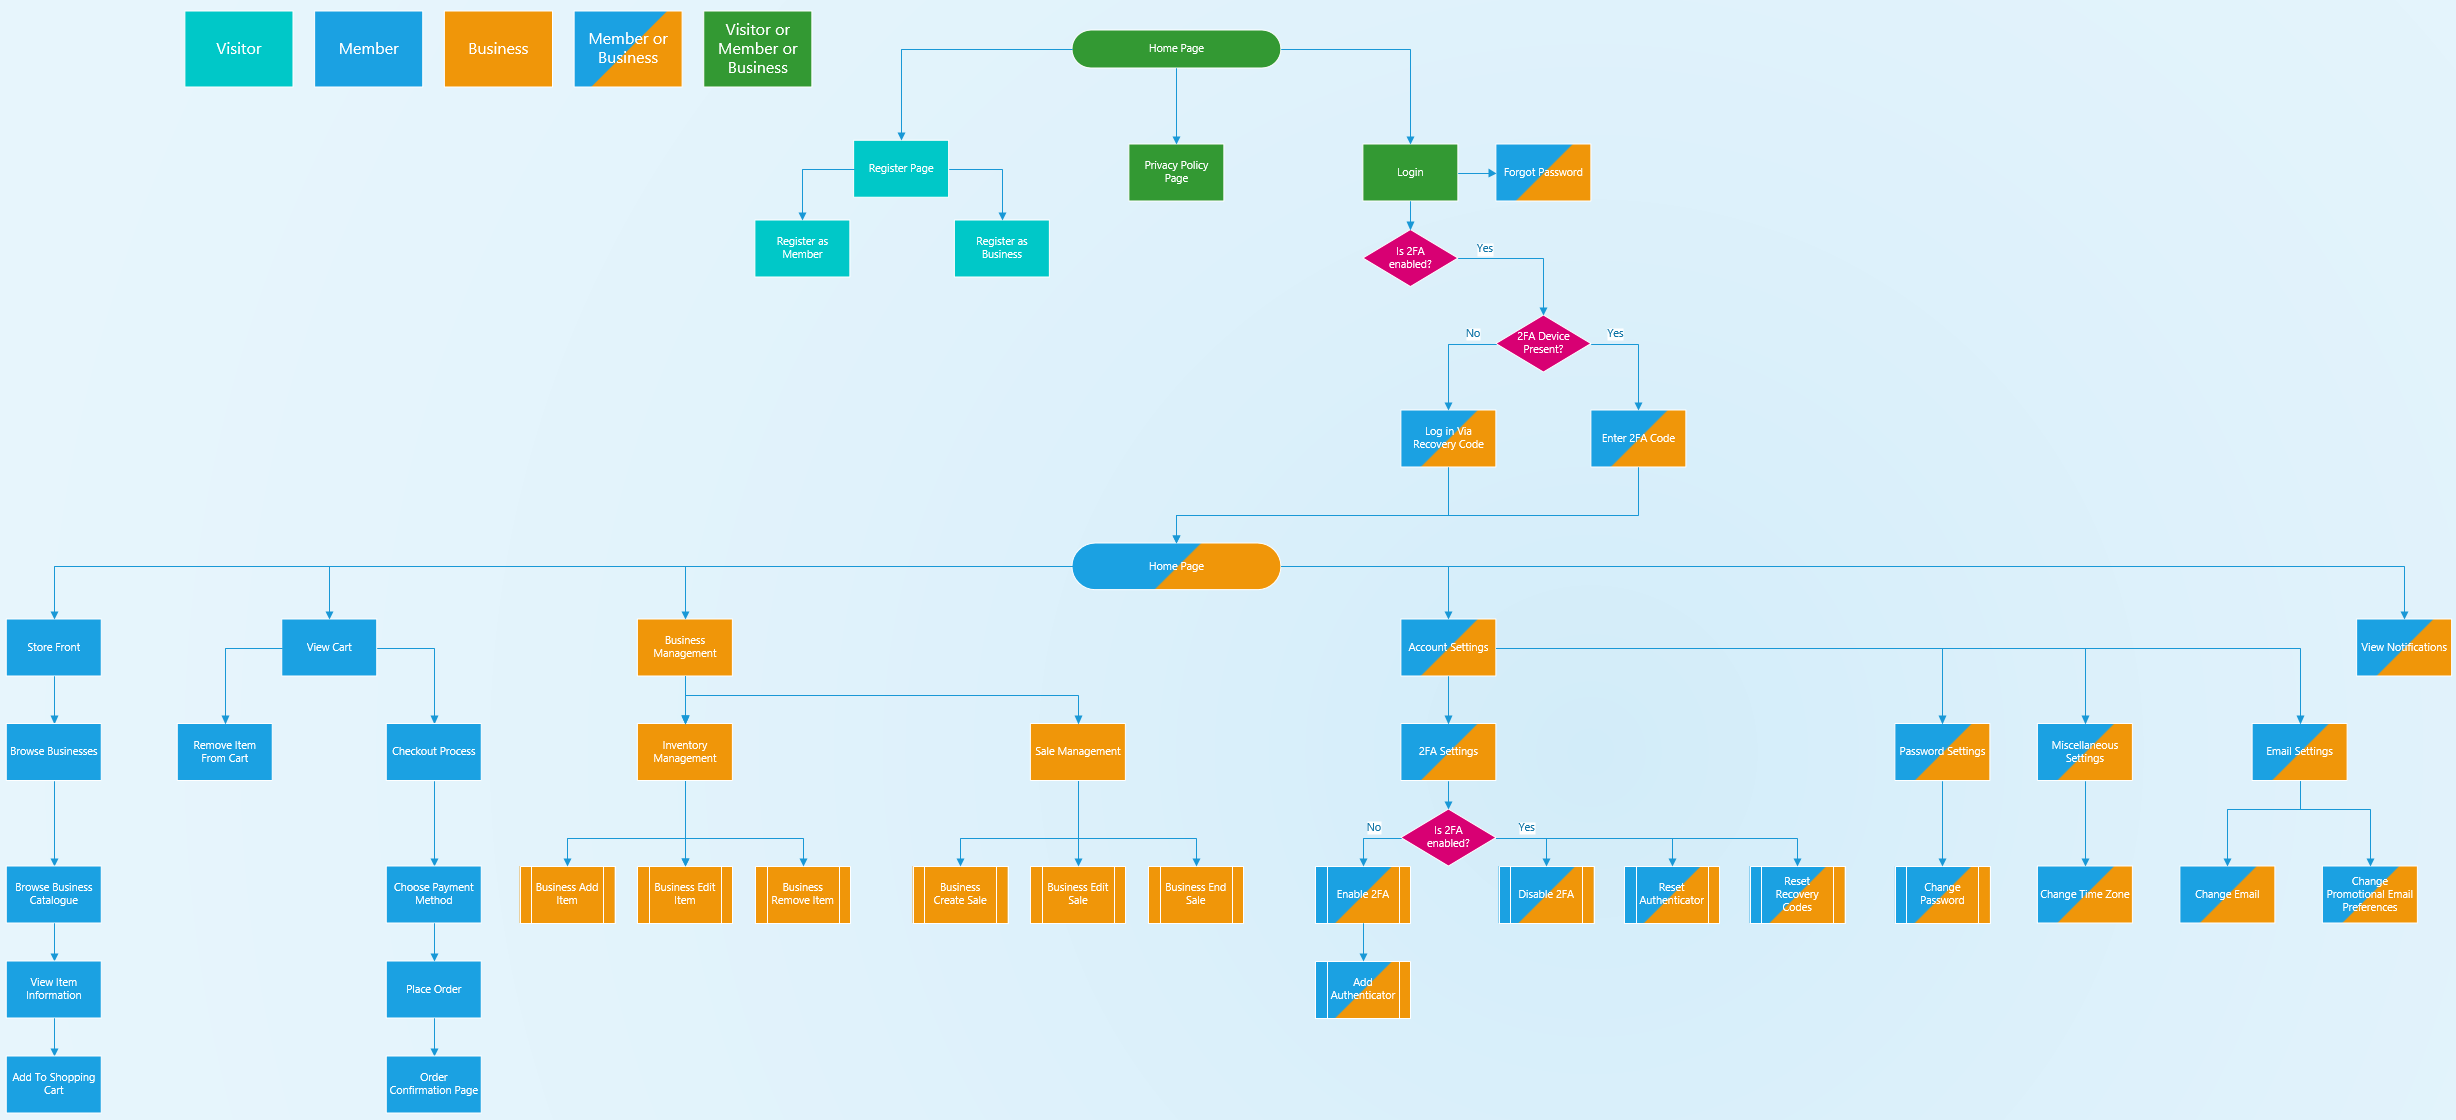 Visitor
Member
Business
Member or
Business
Visitor or
Member or
Business
Home Page
Register Page
Privacy Policy
Page
Login
Forgot Password
Register as
Member
Register as
Business
Is 2FA
enabled?
Yes
2FA Device
Present?
No
Yes
Log in Via
Recovery Code
Enter 2FA Code
Home Page
Store Front
View Cart
Business
Management
Account Settings
View Notifications
Browse Businesses
Remove Item
From Cart
Checkout Process
Inventory
Management
Sale Management
2FA Settings
Password Settings
Miscellaneous
Settings
Email Settings
Is 2FA
enabled?
No
Yes
Browse Business
Catalogue
Choose Payment
Method
Business Add
Item
Business Edit
Item
Business
Remove Item
Business
Create Sale
Business Edit
Sale
Business End
Sale
Enable 2FA
Disable 2FA
Reset
Authenticator
Reset
Recovery
Codes
Change
Password
Change Time Zone
Change Email
Change
Promotional Email
Preferences
View Item
Information
Place Order
Add
Authenticator
Add To Shopping
Cart
Order
Confirmation Page